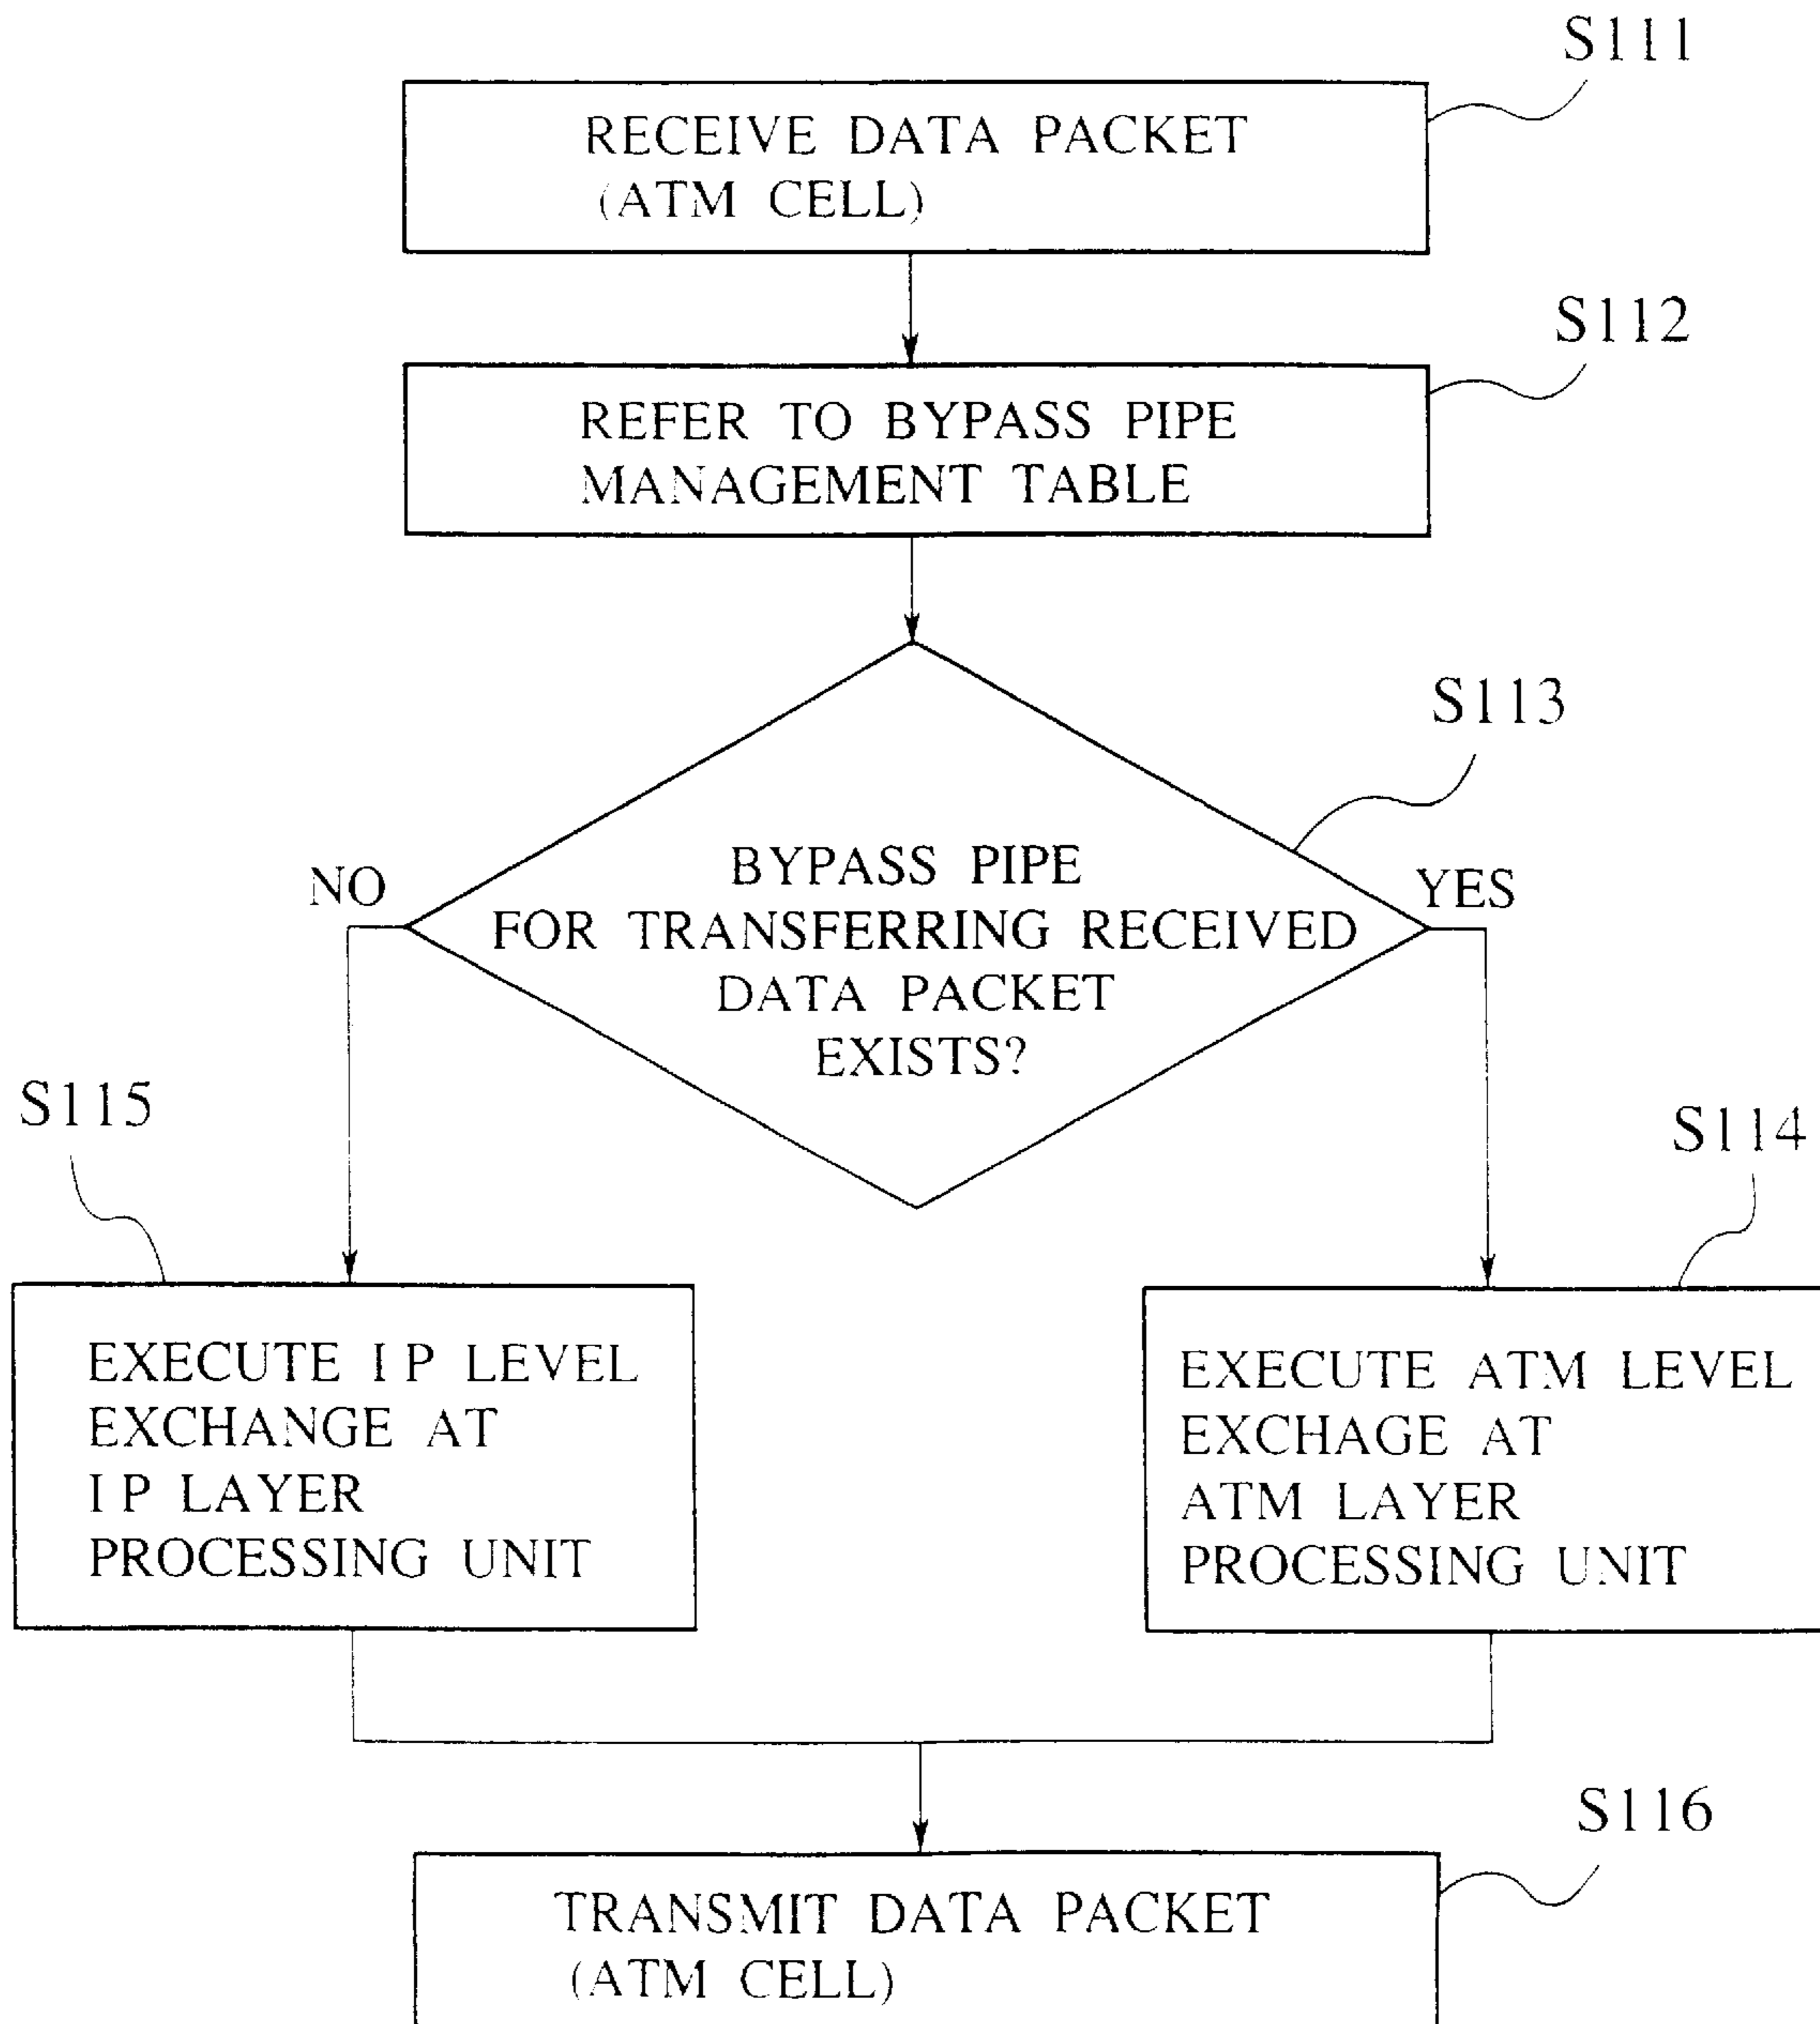 S111
RECEIVE DATA PACKET
(ATM CELL)
S112
REFER TO BYPASS PIPE
MANAGEMENT TABLE
S113
BYPASS PIPE
FOR TRANSFERRING RECEIVED
DATA PACKET
EXISTS?
NO
YES
S115
EXECUTE IP LEVEL
EXCHANGE AT
IP LAYER
PROCESSING UNIT
S114
EXECUTE ATM LEVEL
EXCHAGE AT
ATM LAYER
PROCESSING UNIT
S116
TRANSMIT DATA PACKET
(ATM CELL)